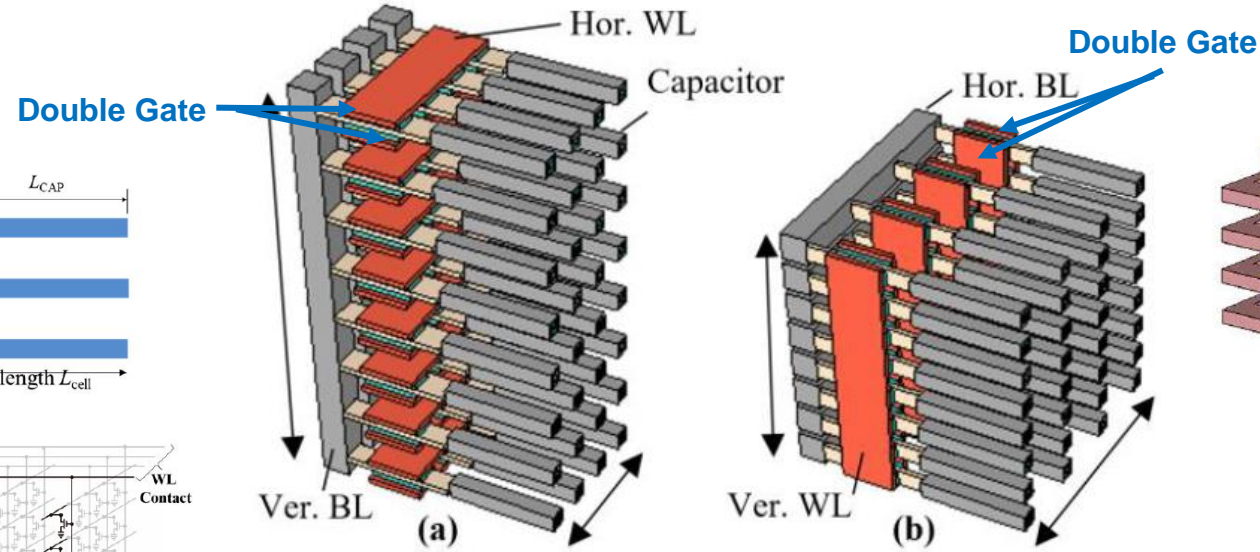 Hor. WL
Double Gate
Capacitor
Double Gate
Hor. BL
L_CAP
length L_cell
WL
Contact
Ver. BL
(a)
Ver. WL
(b)